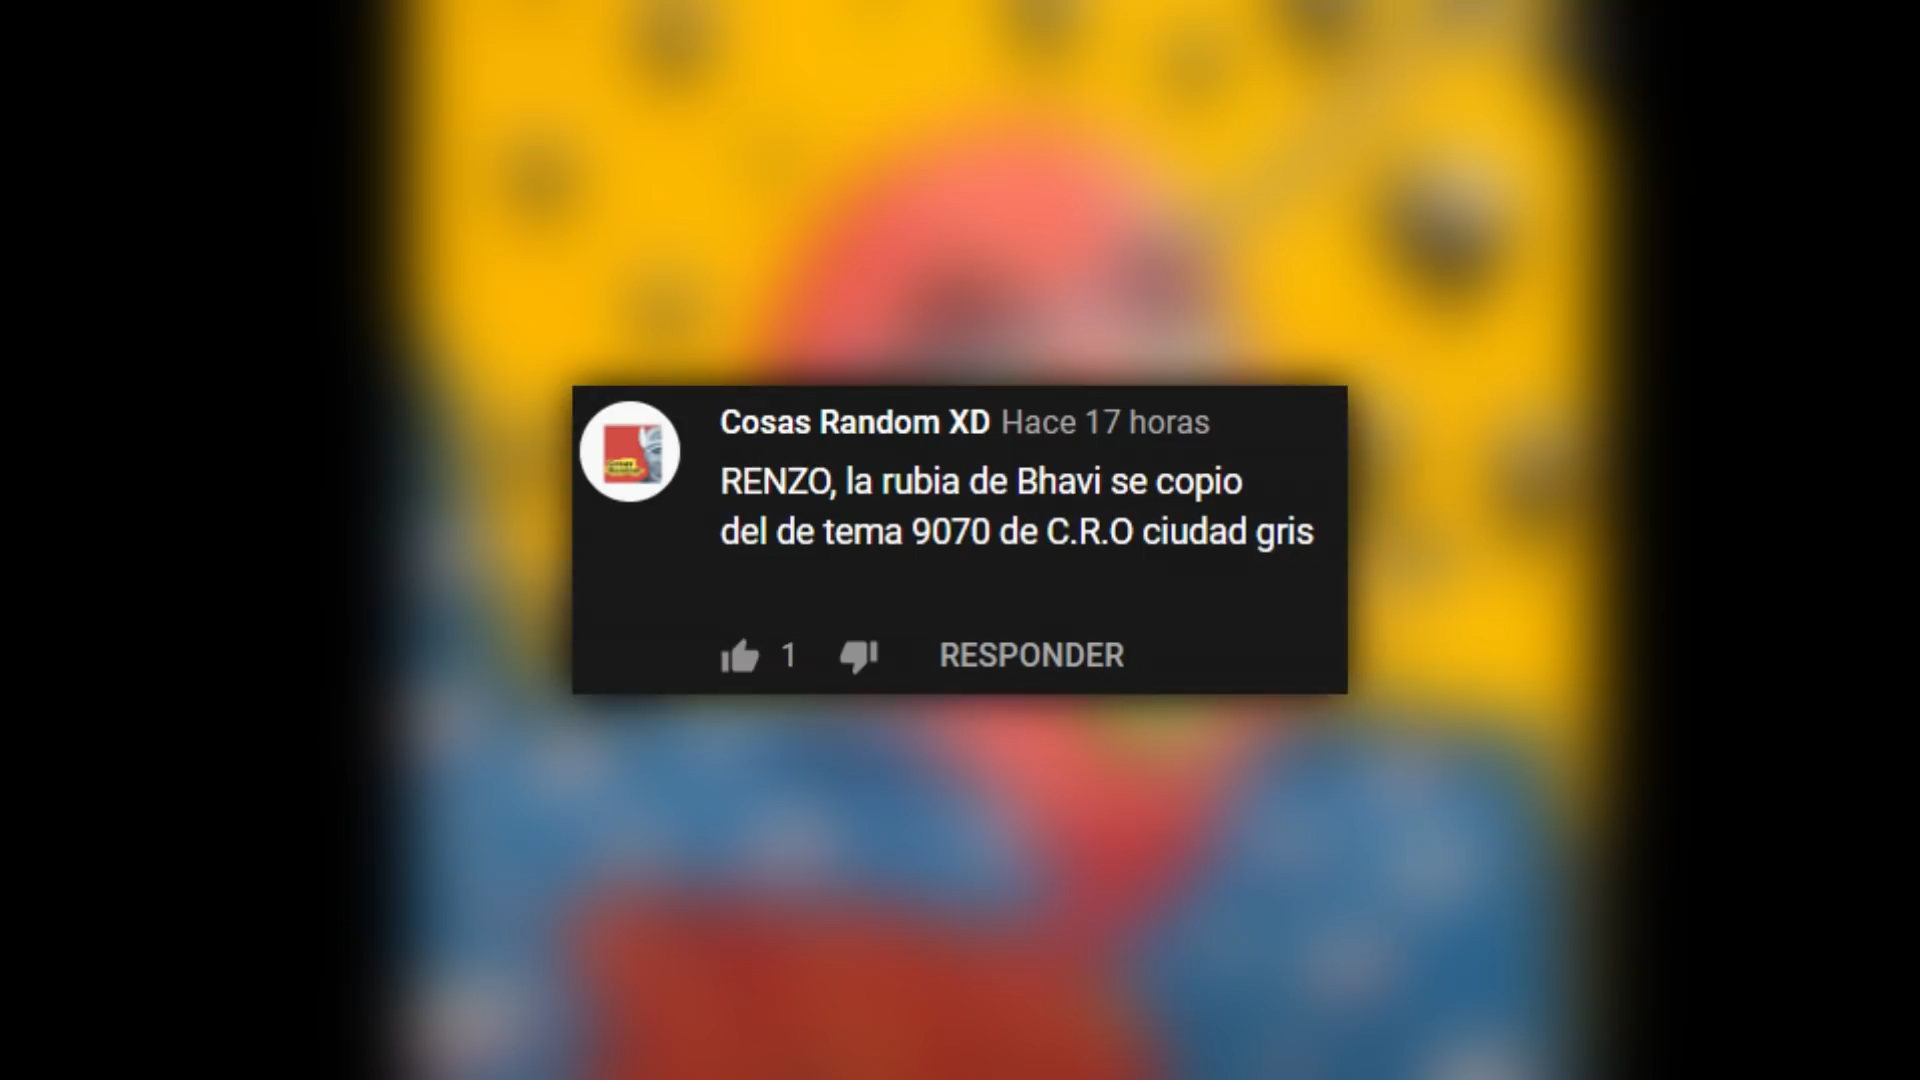 Cosas Random XD Hace 17 horas
RENZO, la rubia de Bhavi se copio
del de tema 9070 de C.R.O ciudad gris
1 RESPONDER